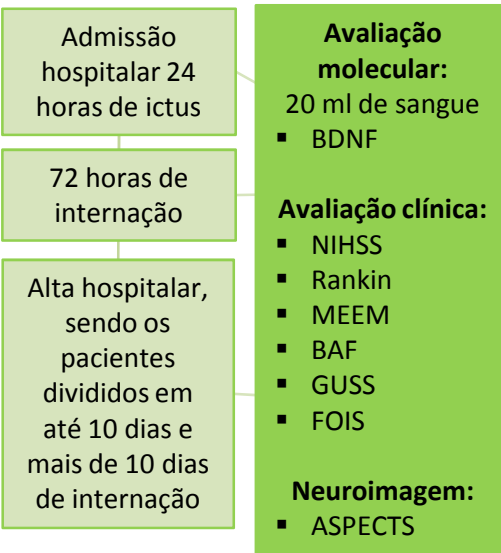 Admissão
hospitalar 24
horas de ictus
72 horas de
internação
Alta hospitalar,
sendo os
pacientes
divididos em
até 10 dias e
mais de 10 dias
de internação
Avaliação
molecular:
20 ml de sangue
▪ BDNF
Avaliação clínica:
▪ NIHSS
▪ Rankin
▪ MEEM
▪ BAF
▪ GUSS
▪ FOIS
Neuroimagem:
▪ ASPECTS